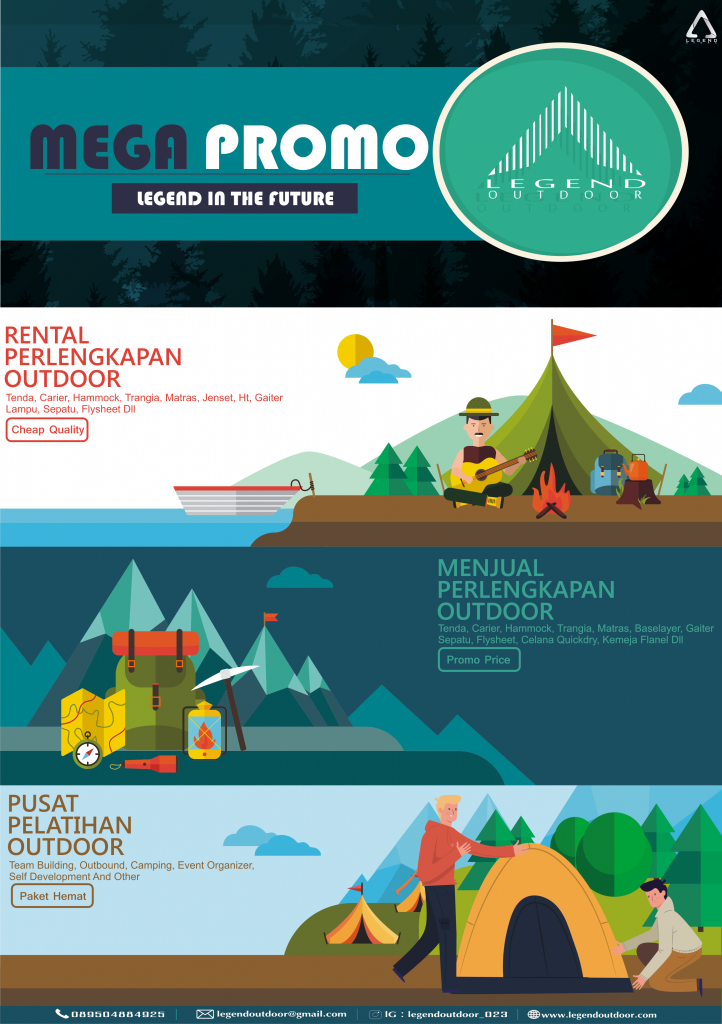 LEGEND
MEGA PROMO
LEGEND IN THE FUTURE
LEGEND
OUTDOOR
RENTAL
PERLENGKAPAN
OUTDOOR
Tenda, Carier, Hammock, Trangia, Matras, Jenset, Ht, Gaiter
Lampu, Sepatu, Flysheet Dll
Cheap Quality
MENJUAL
PERLENGKAPAN
OUTDOOR
Tenda, Carier, Hammock, Trangia, Matras, Baselayer, Gaiter
Sepatu, Flysheet, Celana Quickdry, Kemeja Flanel Dll
Promo Price
PUSAT
PELATIHAN
OUTDOOR
Team Building, Outbound, Camping, Event Organizer,
Self Development And Other
Paket Hemat
089504884925 legendoutdoor@gmail.com IG : legendoutdoor_023 www.legendoutdoor.com